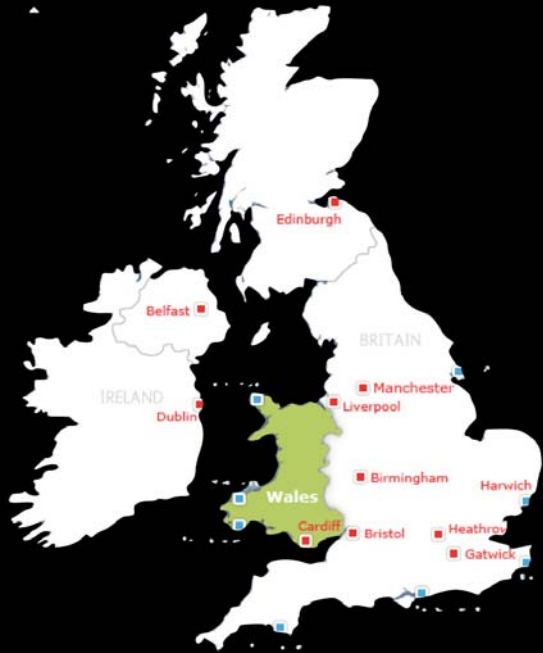 Edinburgh
Belfast
BRITAIN
Manchester
IRELAND
Liverpool
Dublin
Birmingham
Harwich
Wales
Cardiff
Bristol
Heathrow
Gatwick